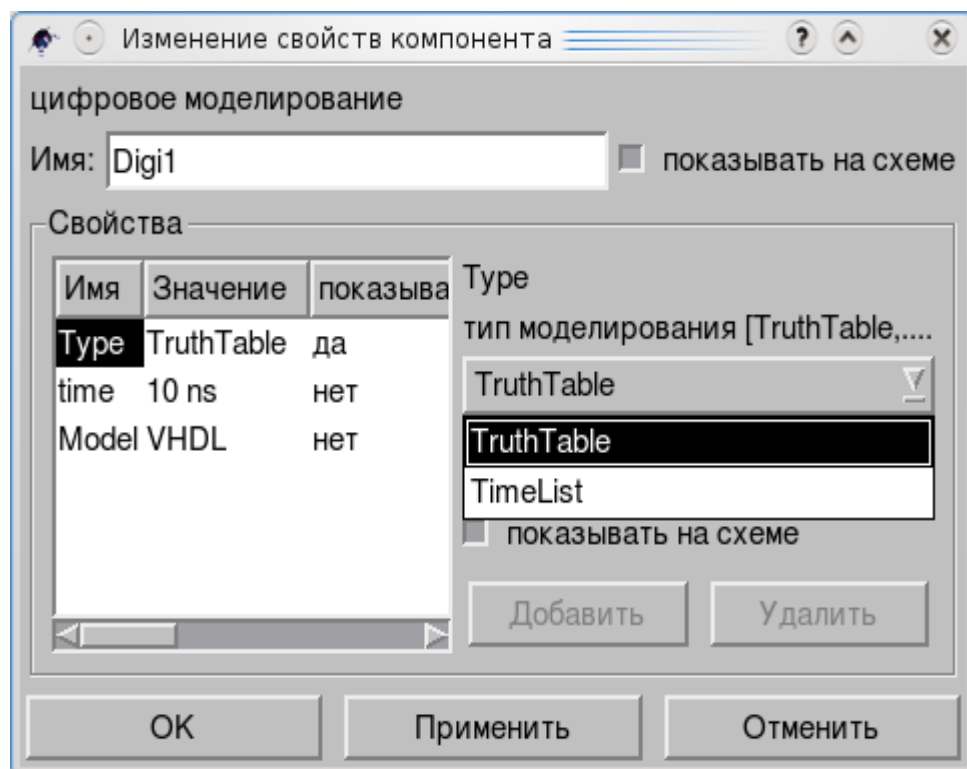 Изменение свойств компонента
цифровое моделирование
Имя: Digi1 показывать на схеме
Свойства
Имя Значение показыва
Type TruthTable да
time 10 ns нет
Model VHDL нет
Type
тип моделирования [TruthTable,....
TruthTable
TruthTable
TimeList
показывать на схеме
Добавить Удалить
OK Применить Отменить